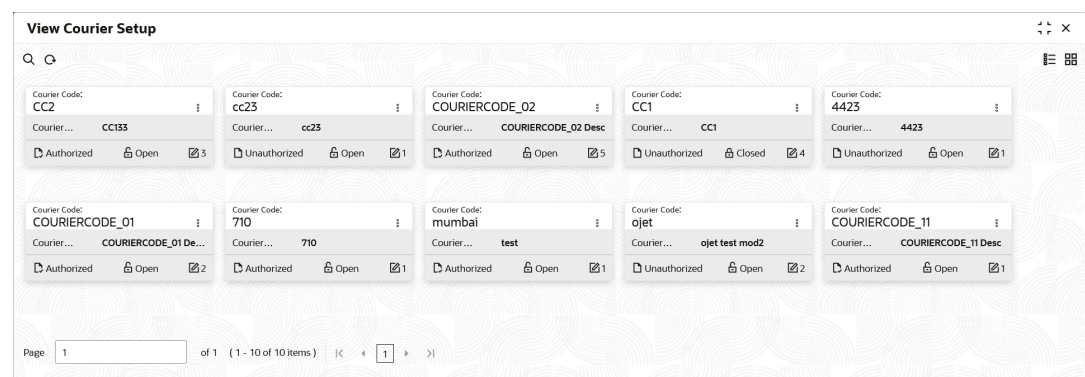 View Courier Setup
Courier Code:
CC2
Courier... CC133
Authorized Open 3
Courier Code:
cc23
Courier... cc23
Unauthorized Open 1
Courier Code:
COURIERCODE_02
Courier... COURIERCODE_02 Desc
Authorized Open 5
Courier Code:
CC1
Courier... CC1
Unauthorized Closed 4
Courier Code:
4423
Courier... 4423
Unauthorized Open 1
Courier Code:
COURIERCODE_01
Courier... COURIERCODE_01 De...
Authorized Open 2
Courier Code:
710
Courier... 710
Authorized Open 1
Courier Code:
mumbai
Courier... test
Authorized Open 1
Courier Code:
ojet
Courier... ojet test mod2
Unauthorized Open 2
Courier Code:
COURIERCODE_11
Courier... COURIERCODE_11 Desc
Authorized Open 1
Page 1 of 1 ( 1 - 10 of 10 items ) 1